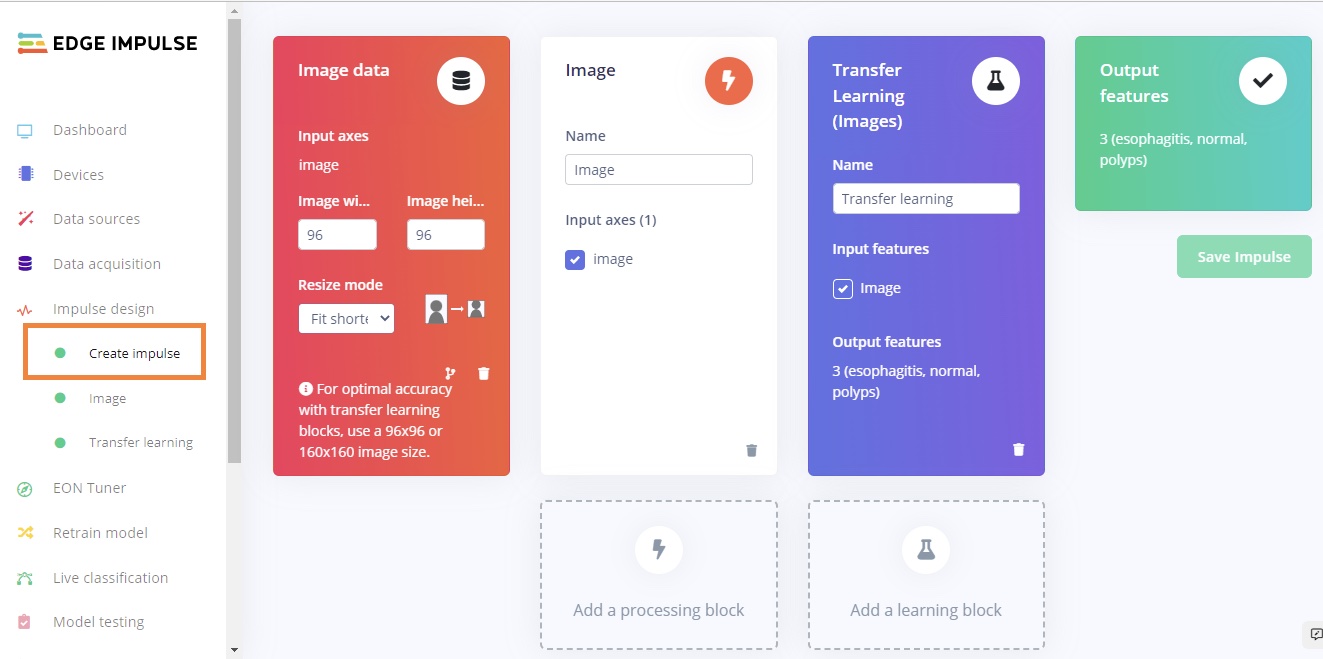 EDGE IMPULSE
Dashboard
Devices
Data sources
Data acquisition
Impulse design
Create impulse
Image
Transfer learning
EON Tuner
Retrain model
Live classification
Model testing
Image data
Input axes
image
Image wi...
Image hei...
96
96
Resize mode
Fit shorte
For optimal accuracy
with transfer learning
blocks, use a 96x96 or
160x160 image size.
Image
Name
Image
Input axes (1)
image
Add a processing block
Transfer
Learning
(Images)
Name
Transfer learning
Input features
Image
Output features
3 (esophagitis, normal,
polyps)
Add a learning block
Output
features
3 (esophagitis, normal,
polyps)
Save Impulse